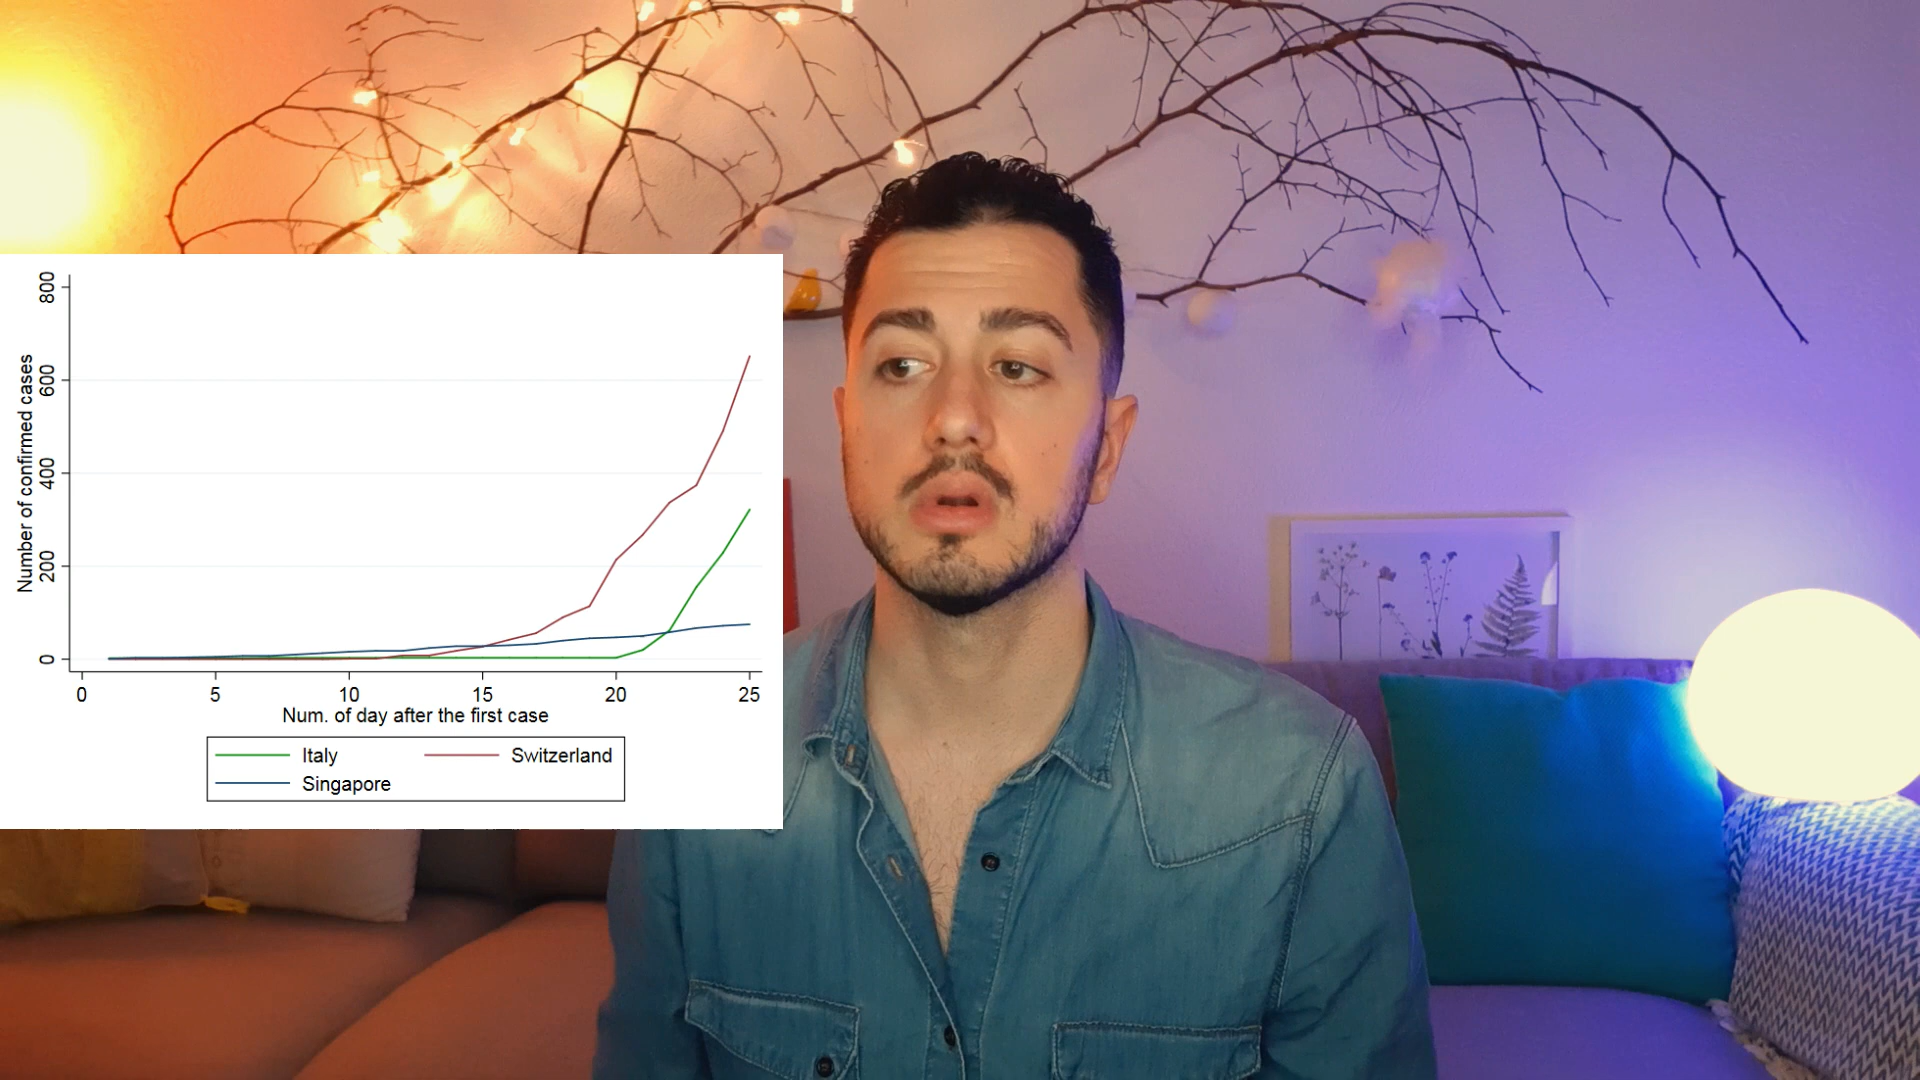 Number of confirmed cases
800
600
400
200
0
0 5 10 15 20 25
Num. of day after the first case
Italy Switzerland
Singapore